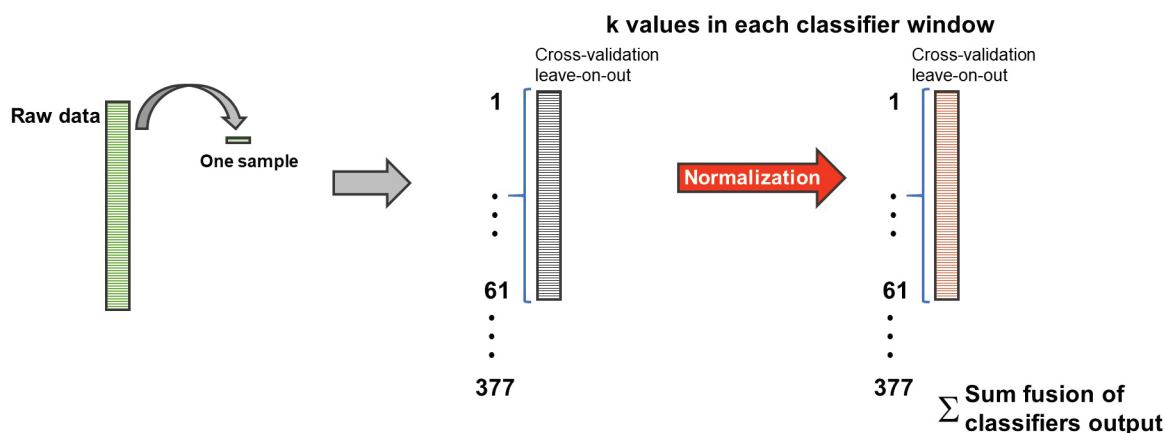 k values in each classifier window
Raw data
One sample
Cross-validation
leave-on-out
1
61
377
Normalization
Cross-validation
leave-on-out
1
61
377
∑ Sum fusion of
classifiers output